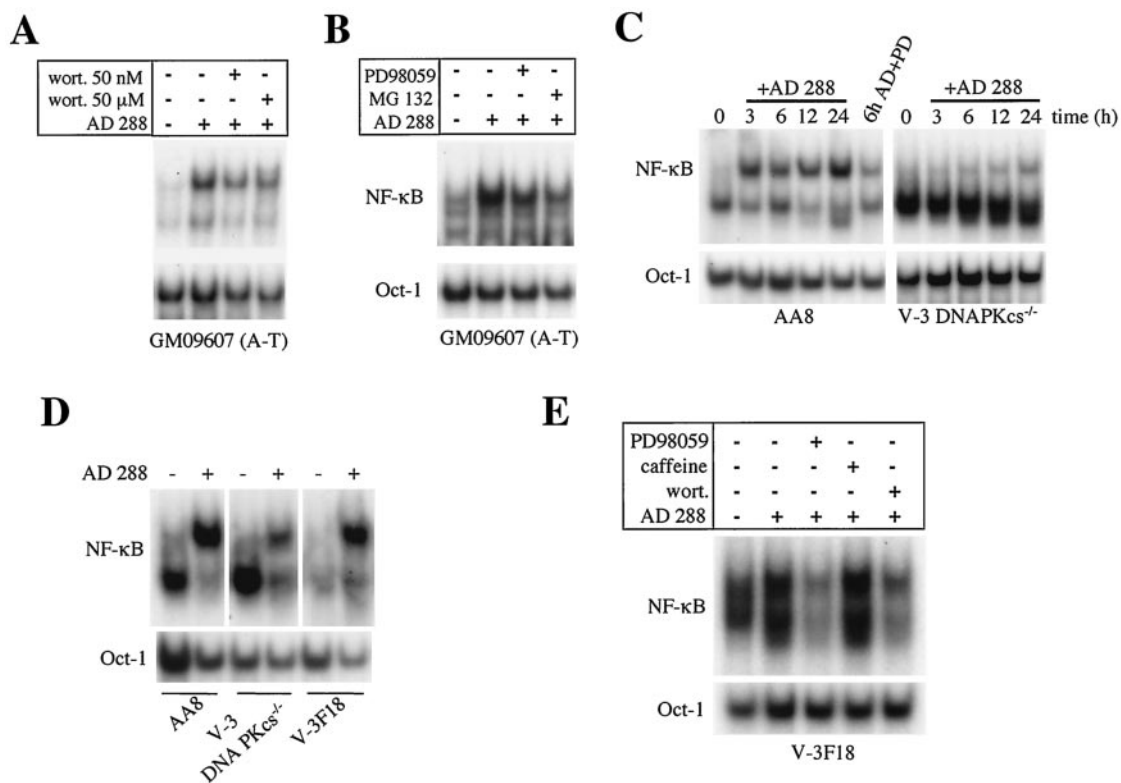 A
wort. 50 nM - - + -
wort. 50 µM - - - +
AD 288 - + + +
GM09607 (A-T)
B
PD98059 - - + -
MG 132 - - - +
AD 288 - + + +
NF-κB
Oct-1
GM09607 (A-T)
C
+AD 288 6h AD+PD +AD 288
0 3 6 12 24 0 3 6 12 24 time (h)
NF-κB
Oct-1
AA8 V-3 DNAPKcs-/-
D
AD 288 - + - + - +
NF-κB
Oct-1
AA8 V-3 DNA PKcs-/- V-3F18
E
PD98059 - - + - -
caffeine - - - + -
wort. - - - - +
AD 288 - + + + +
NF-κB
Oct-1
V-3F18